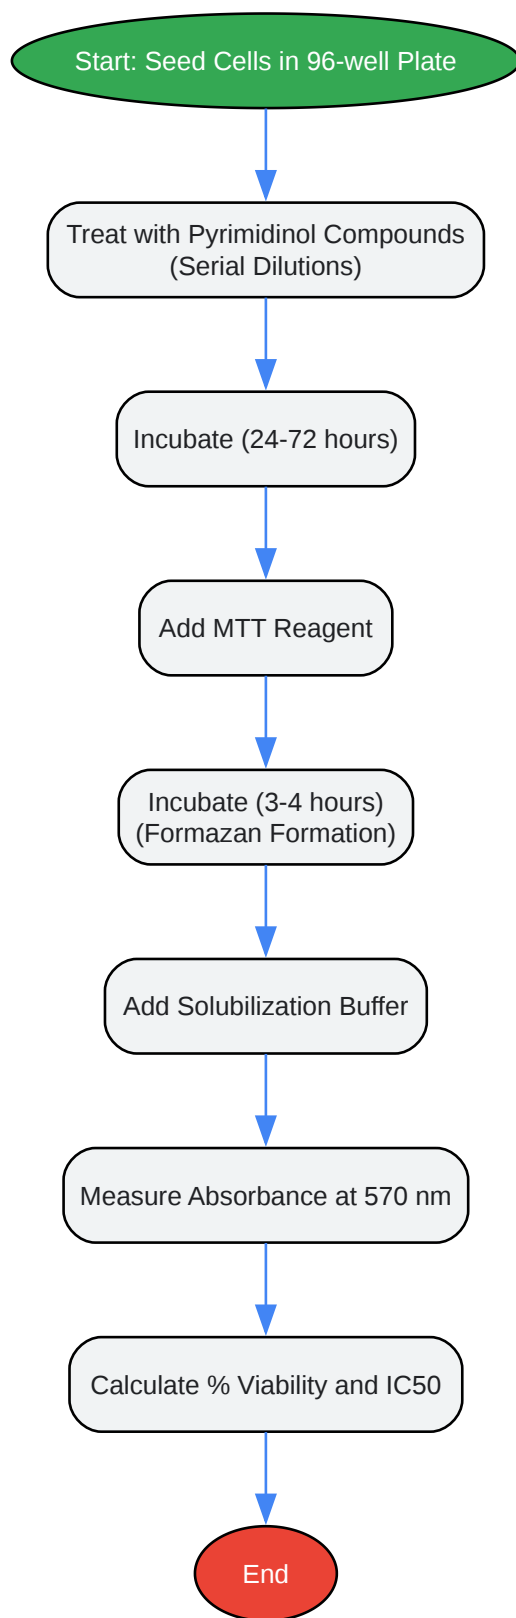 Start: Seed Cells in 96-well Plate
Treat with Pyrimidinol Compounds
(Serial Dilutions)
Incubate (24-72 hours)
Add MTT Reagent
Incubate (3-4 hours)
(Formazan Formation)
Add Solubilization Buffer
Measure Absorbance at 570 nm
Calculate % Viability and IC50
End